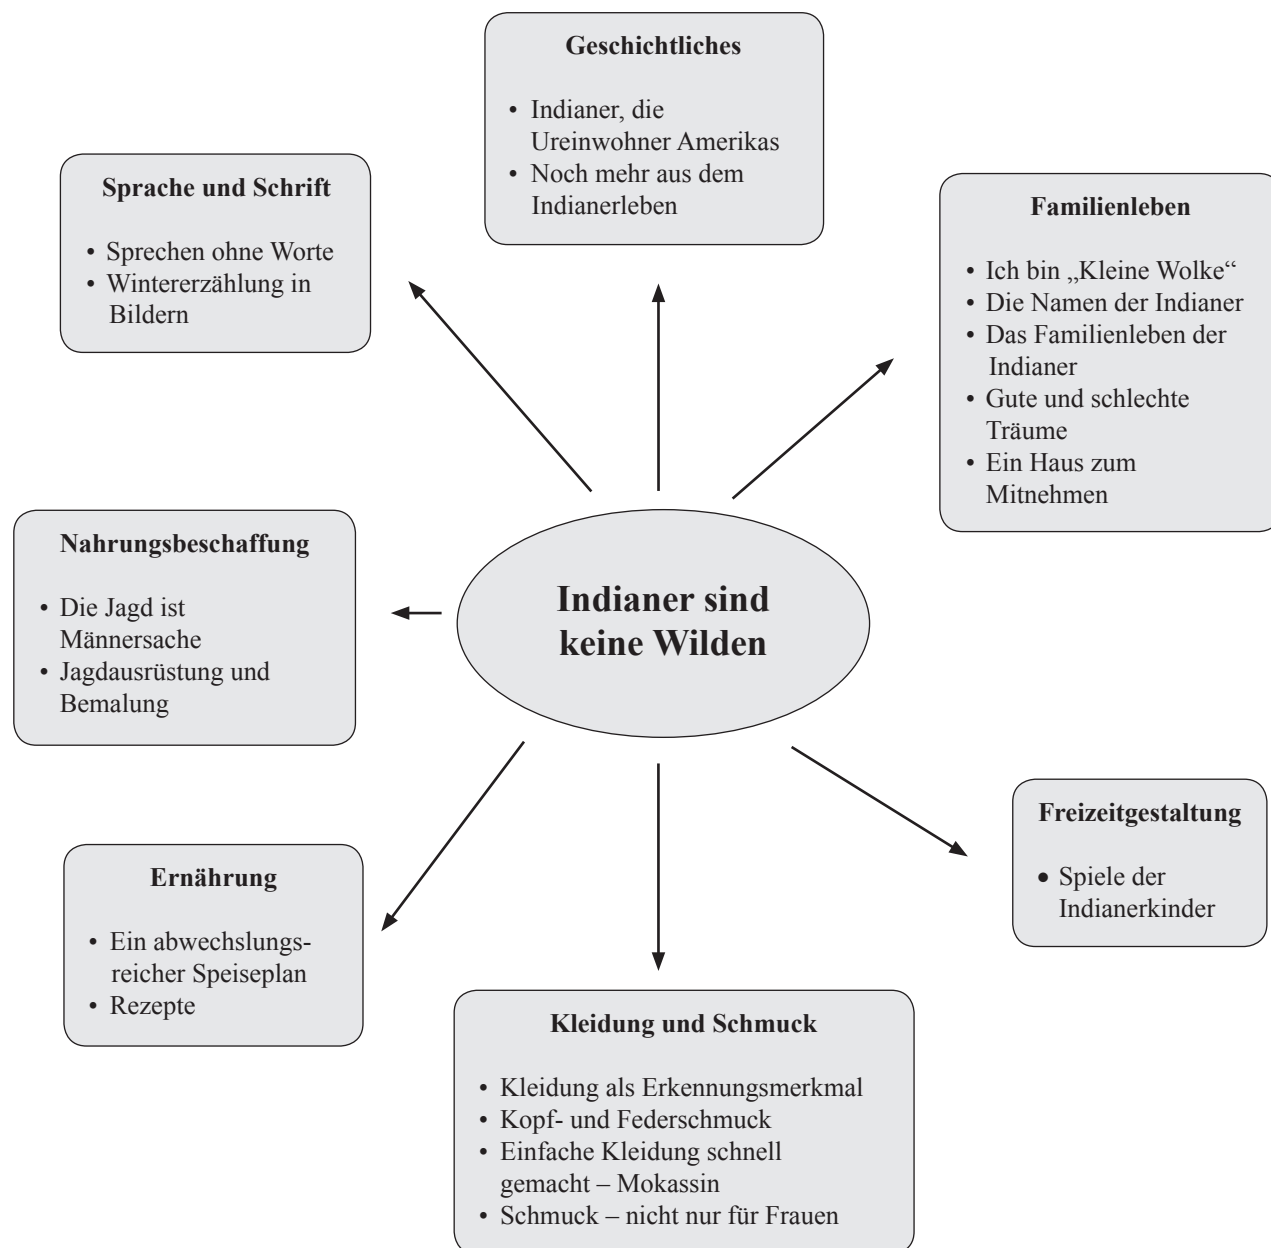 Geschichtliches
• Indianer, die
Ureinwohner Amerikas
• Noch mehr aus dem
Indianerleben
Sprache und Schrift
• Sprechen ohne Worte
• Wintererzählung in
Bildern
Familienleben
• Ich bin „Kleine Wolke“
• Die Namen der Indianer
• Das Familienleben der
Indianer
• Gute und schlechte
Träume
• Ein Haus zum
Mitnehmen
Nahrungsbeschaffung
• Die Jagd ist
Männersache
• Jagdausrüstung und
Bemalung
Indianer sind
keine Wilden
Freizeitgestaltung
• Spiele der
Indianerkinder
Ernährung
• Ein abwechslungs-
reicher Speiseplan
• Rezepte
Kleidung und Schmuck
• Kleidung als Erkennungsmerkmal
• Kopf- und Federschmuck
• Einfache Kleidung schnell
gemacht – Mokassin
• Schmuck – nicht nur für Frauen